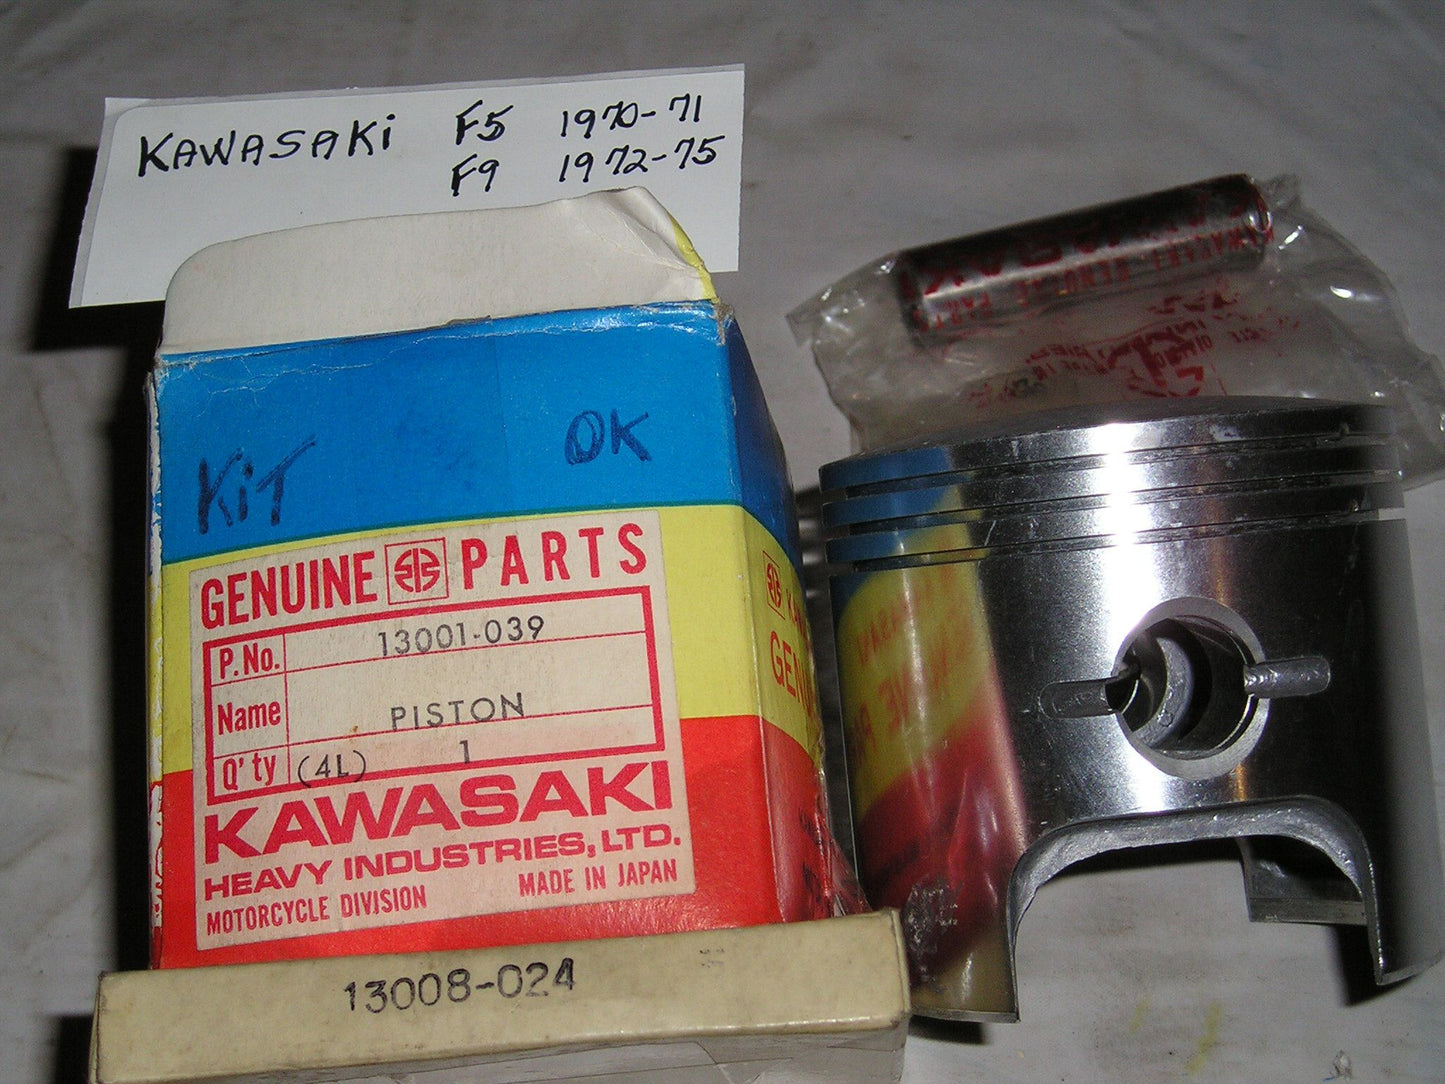 KAWASAKi F5 1970-71
F9 1972-75
KiT OK
GENUINE PARTS
P.No. 13001-039
Name PISTON
Q'ty (4L) 1
KAWASAKI
HEAVY INDUSTRIES, LTD.
MOTORCYCLE DIVISION MADE IN JAPAN
13008-024